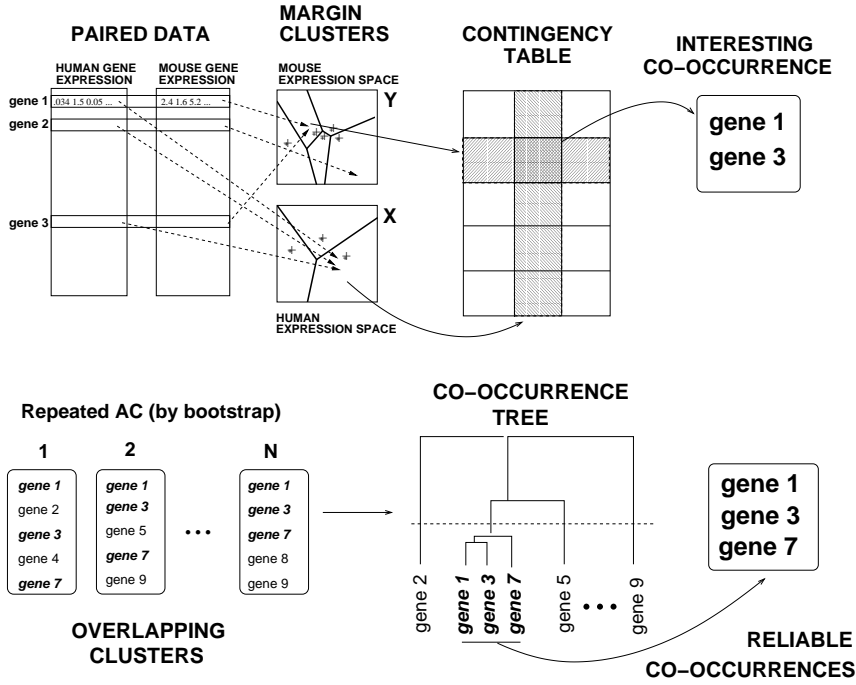 PAIRED DATA
MARGIN
CLUSTERS
CONTINGENCY
TABLE
INTERESTING
CO−OCCURRENCE
HUMAN GENE
EXPRESSION
MOUSE GENE
EXPRESSION
MOUSE
EXPRESSION SPACE
gene 1
.034 1.5 0.05 ...
2.4 1.6 5.2 ...
Y
gene 2
gene 1
gene 3
gene 3
X
HUMAN
EXPRESSION SPACE
Repeated AC (by bootstrap)
1
2
N
gene 1
gene 2
gene 3
gene 4
gene 7
gene 1
gene 3
gene 5
gene 7
gene 9
...
gene 1
gene 3
gene 7
gene 8
gene 9
OVERLAPPING
CLUSTERS
CO−OCCURRENCE
TREE
gene 2
gene 1
gene 3
gene 7
gene 5
...
gene 9
gene 1
gene 3
gene 7
RELIABLE
CO−OCCURRENCES